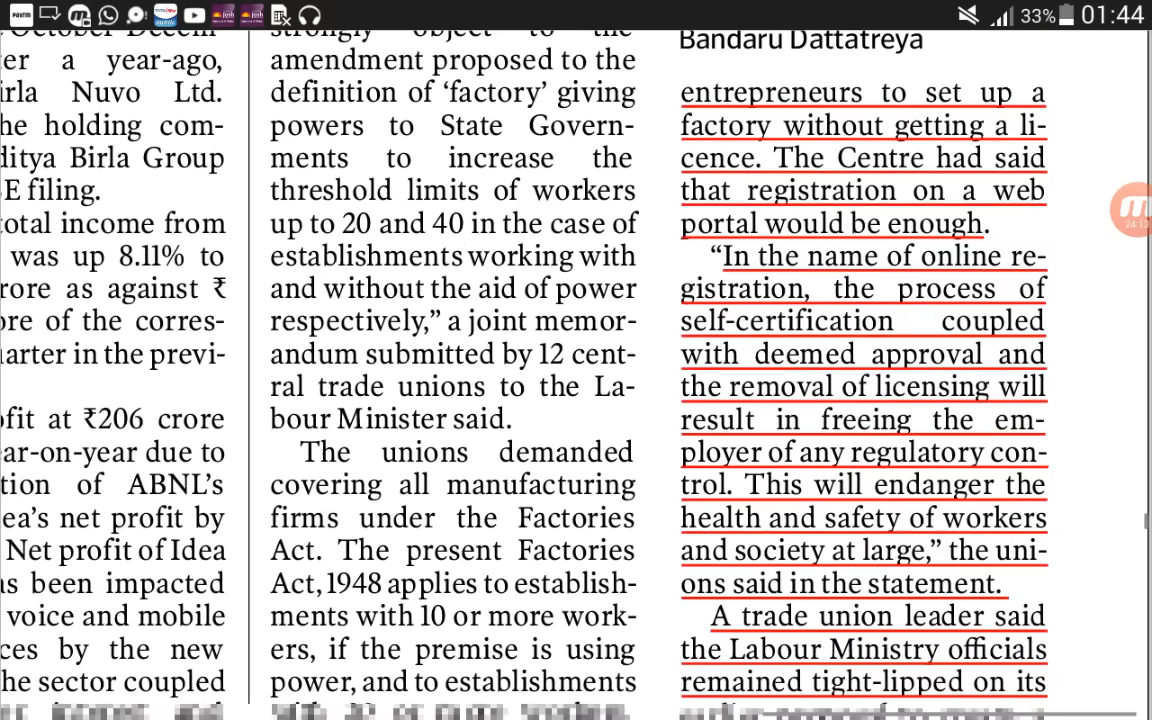 33% 01:44
er a year-ago,
irla Nuvo Ltd.
he holding com-
ditya Birla Group
E filing.
total income from
was up 8.11% to
rore as against ₹
ore of the corres-
arter in the previ-
ofit at ₹206 crore
ar-on-year due to
tion of ABNL’s
ea’s net profit by
Net profit of Idea
as been impacted
voice and mobile
ces by the new
he sector coupled
strongly object to the
amendment proposed to the
definition of ‘factory’ giving
powers to State Govern-
ments to increase the
threshold limits of workers
up to 20 and 40 in the case of
establishments working with
and without the aid of power
respectively,” a joint memor-
andum submitted by 12 cent-
ral trade unions to the La-
bour Minister said.
The unions demanded
covering all manufacturing
firms under the Factories
Act. The present Factories
Act, 1948 applies to establish-
ments with 10 or more work-
ers, if the premise is using
power, and to establishments
Bandaru Dattatreya
entrepreneurs to set up a
factory without getting a li-
cence. The Centre had said
that registration on a web
portal would be enough.
“In the name of online re-
gistration, the process of
self-certification coupled
with deemed approval and
the removal of licensing will
result in freeing the em-
ployer of any regulatory con-
trol. This will endanger the
health and safety of workers
and society at large,” the uni-
ons said in the statement.
A trade union leader said
the Labour Ministry officials
remained tight-lipped on its
24:13